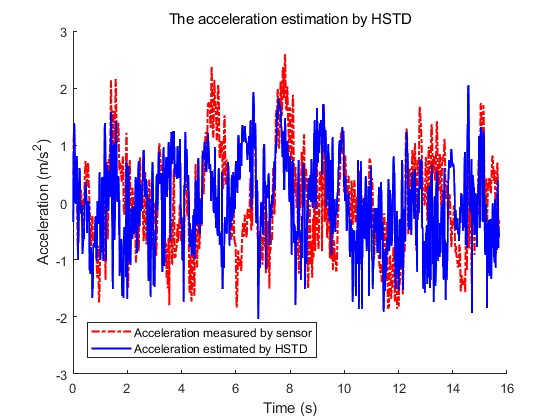 The acceleration estimation by HSTD
3
2
1
0
-1
-2
-3
Acceleration (m/s²)
Acceleration measured by sensor
Acceleration estimated by HSTD
0 2 4 6 8 10 12 14 16
Time (s)